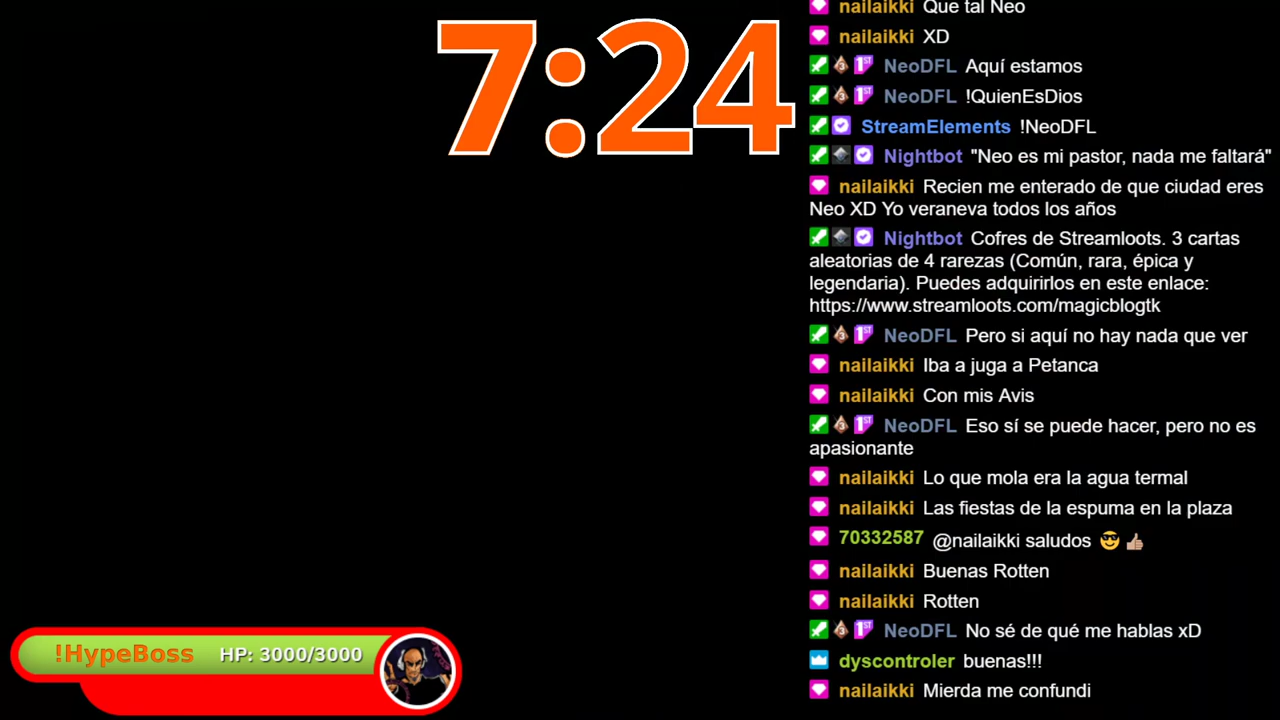 7:24
nailaikki Que tal Neo
nailaikki XD
NeoDFL Aquí estamos
NeoDFL !QuienEsDios
StreamElements !NeoDFL
Nightbot "Neo es mi pastor, nada me faltará"
nailaikki Recien me enterado de que ciudad eres
Neo XD Yo veraneva todos los años
Nightbot Cofres de Streamloots. 3 cartas
aleatorias de 4 rarezas (Común, rara, épica y
legendaria). Puedes adquirirlos en este enlace:
https://www.streamloots.com/magicblogtk
NeoDFL Pero si aquí no hay nada que ver
nailaikki Iba a juga a Petanca
nailaikki Con mis Avis
NeoDFL Eso sí se puede hacer, pero no es
apasionante
nailaikki Lo que mola era la agua termal
nailaikki Las fiestas de la espuma en la plaza
70332587 @nailaikki saludos 😎👍🏼
nailaikki Buenas Rotten
nailaikki Rotten
NeoDFL No sé de qué me hablas xD
dyscontroler buenas!!!
nailaikki Mierda me confundi
!HypeBoss HP: 3000/3000